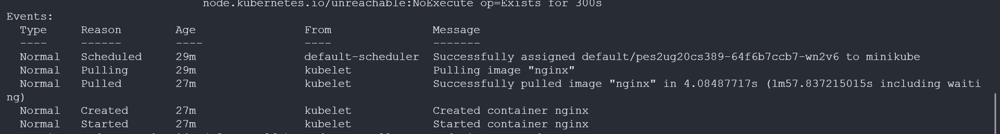 node.kubernetes.io/unreachable:NoExecute op=Exists for 300s
Events:
Type Reason Age From Message
---- ------ ---- ---- -------
Normal Scheduled 29m default-scheduler Successfully assigned default/pes2ug20cs389-64f6b7ccb7-wn2v6 to minikube
Normal Pulling 29m kubelet Pulling image "nginx"
Normal Pulled 27m kubelet Successfully pulled image "nginx" in 4.08487717s (1m57.837215015s including waiti
ng)
Normal Created 27m kubelet Created container nginx
Normal Started 27m kubelet Started container nginx